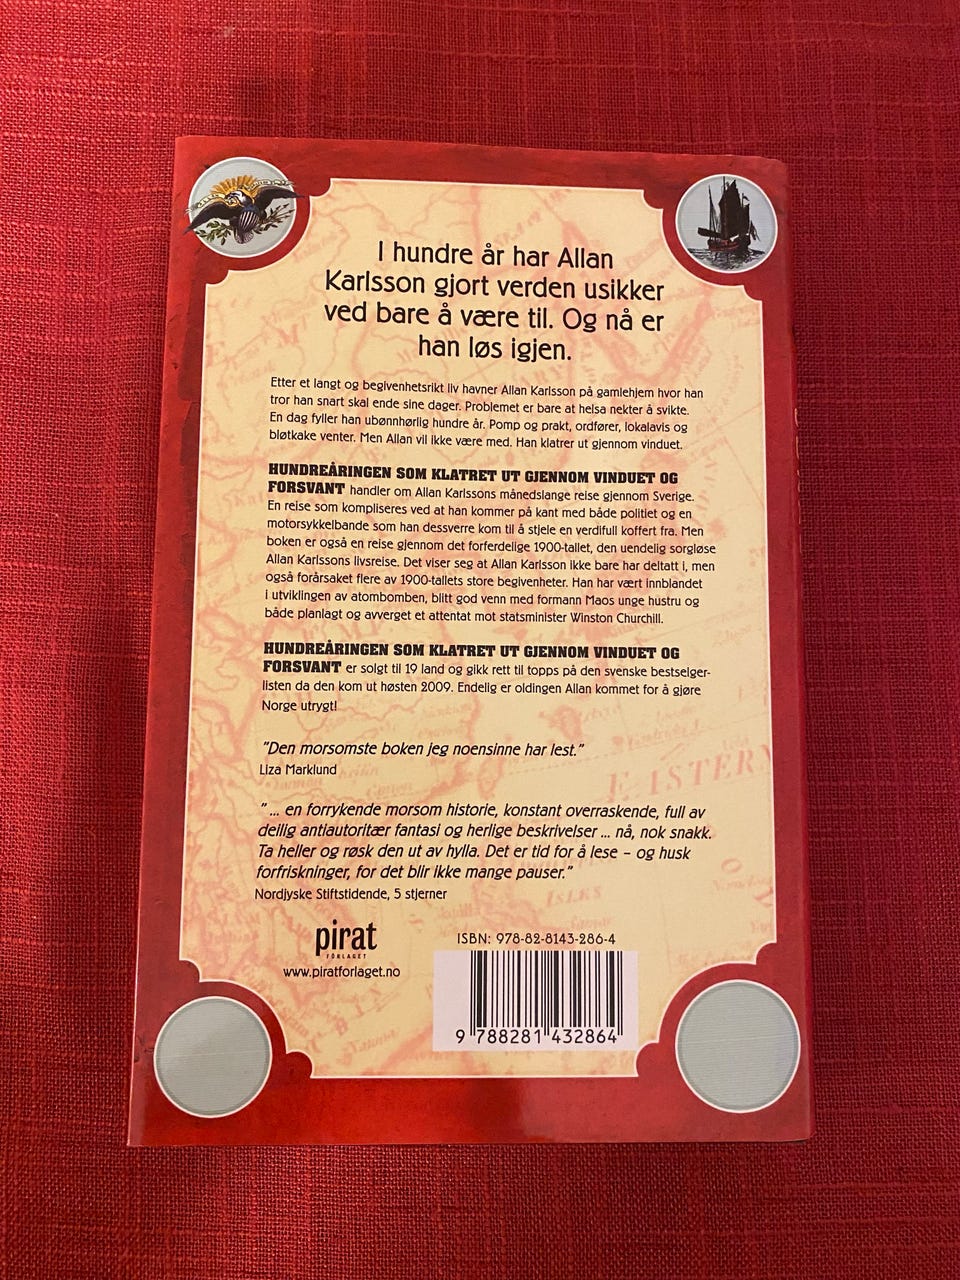 I hundre år har Allan
Karlsson gjort verden usikker
ved bare å være til. Og nå er
han løs igjen.
Etter et langt og begivenhetsrikt liv havner Allan Karlsson på gamlehjem hvor han
tror han snart skal ende sine dager. Problemet er bare at helsa nekter å svikte.
En dag fyller han ubønnhørlig hundre år. Pomp og prakt, ordfører, lokalavis og
bløtkake venter. Men Allan vil ikke være med. Han klatrer ut gjennom vinduet.
HUNDREÅRINGEN SOM KLATRET UT GJENNOM VINDUET OG
FORSVANT handler om Allan Karlssons månedslange reise gjennom Sverige.
En reise som kompliseres ved at han kommer på kant med både politiet og en
motorsykkelbande som han dessverre kom til å stjele en verdifull koffert fra. Men
boken er også en reise gjennom det forferdelige 1900-tallet, den uendelig sorgløse
Allan Karlssons livsreise. Det viser seg at Allan Karlsson ikke bare har deltatt i, men
også forårsaket flere av 1900-tallets store begivenheter. Han har vært innblandet
i utviklingen av atombomben, blitt god venn med formann Maos unge hustru og
både planlagt og avverget et attentat mot statsminister Winston Churchill.
HUNDREÅRINGEN SOM KLATRET UT GJENNOM VINDUET OG
FORSVANT er solgt til 19 land og gikk rett til topps på den svenske bestselger-
listen da den kom ut høsten 2009. Endelig er oldingen Allan kommet for å gjøre
Norge utrygt!
"Den morsomste boken jeg noensinne har lest."
Liza Marklund
EASTERN
" ... en forrykende morsom historie, konstant overraskende, full av
deilig antiautoritær fantasi og herlige beskrivelser ... nå, nok snakk.
Ta heller og røsk den ut av hylla. Det er tid for å lese – og husk
forfriskninger, for det blir ikke mange pauser."
Nordjyske Stiftstidende, 5 stjerner
ISLES
pirat
FORLAGET
www.piratforlaget.no
ISBN: 978-82-8143-286-4
9 788281 432864